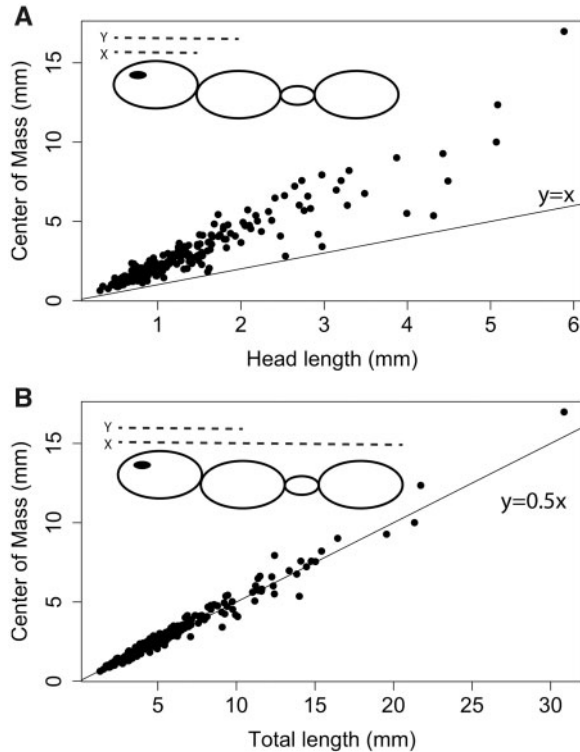 A
Y
X
Center of Mass (mm)
15
10
5
0
y=x
1 2 3 4 5 6
Head length (mm)
B
Y
X
Center of Mass (mm)
15
10
5
0
y=0.5x
5 10 15 20 25 30
Total length (mm)